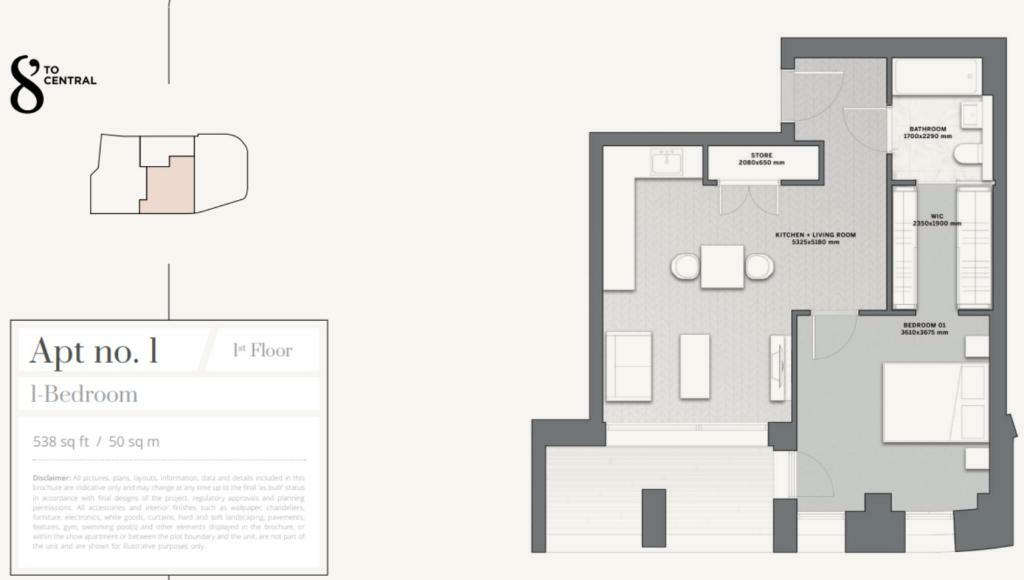 8 TO
CENTRAL
Apt no. 1
1st Floor
1-Bedroom
538 sq ft / 50 sq m
Disclaimer: All pictures, plans, layouts, information, data and details included in this
brochure are indicative only and may change at any time up to the final 'as built' status
in accordance with final designs of the project, regulatory approvals and planning
permissions. All accessories and interior finishes such as wallpaper, chandeliers,
furniture, electronics, white goods, curtains, hard and soft landscaping, pavements,
features, gym, swimming pool(s) and other elements displayed in the brochure, or
within the show apartment or between the plot boundary and the unit, are not part of
the unit and are shown for illustrative purposes only.
BATHROOM
1700x2290 mm
STORE
2080x650 mm
WIC
2350x1900 mm
KITCHEN + LIVING ROOM
5325x5180 mm
BEDROOM 01
3610x3675 mm